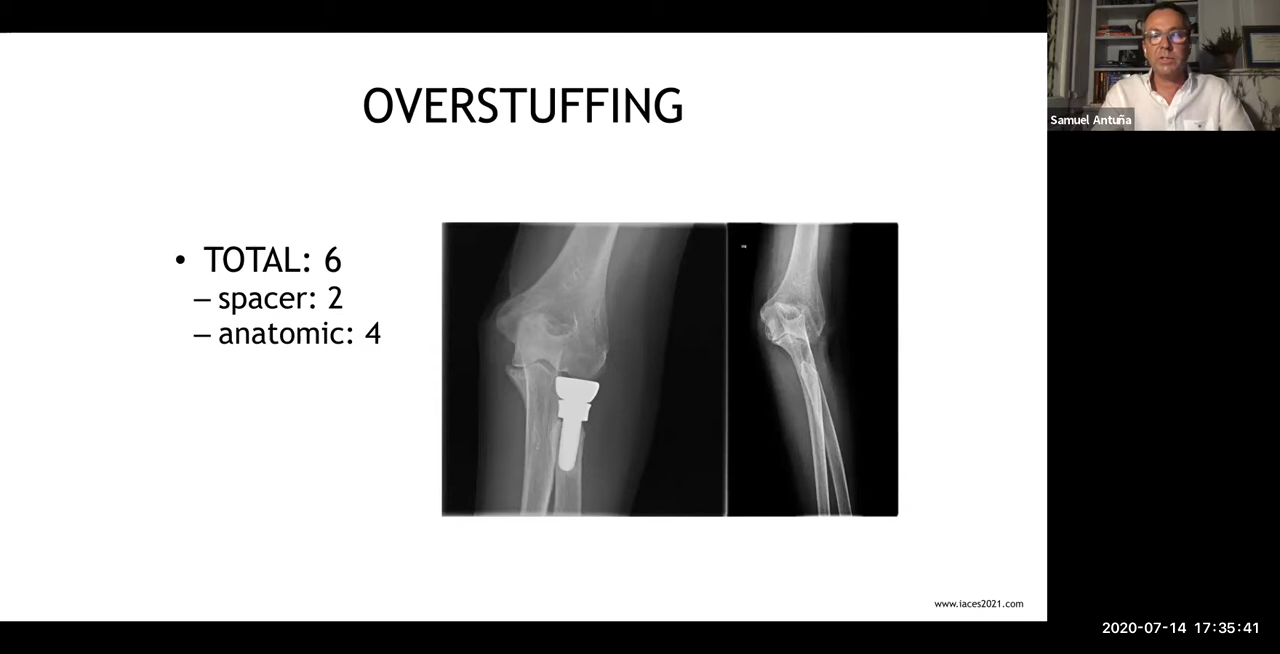 OVERSTUFFING
• TOTAL: 6
– spacer: 2
– anatomic: 4
www.iaces2021.com
Samuel Antuña
2020-07-14 17:35:41